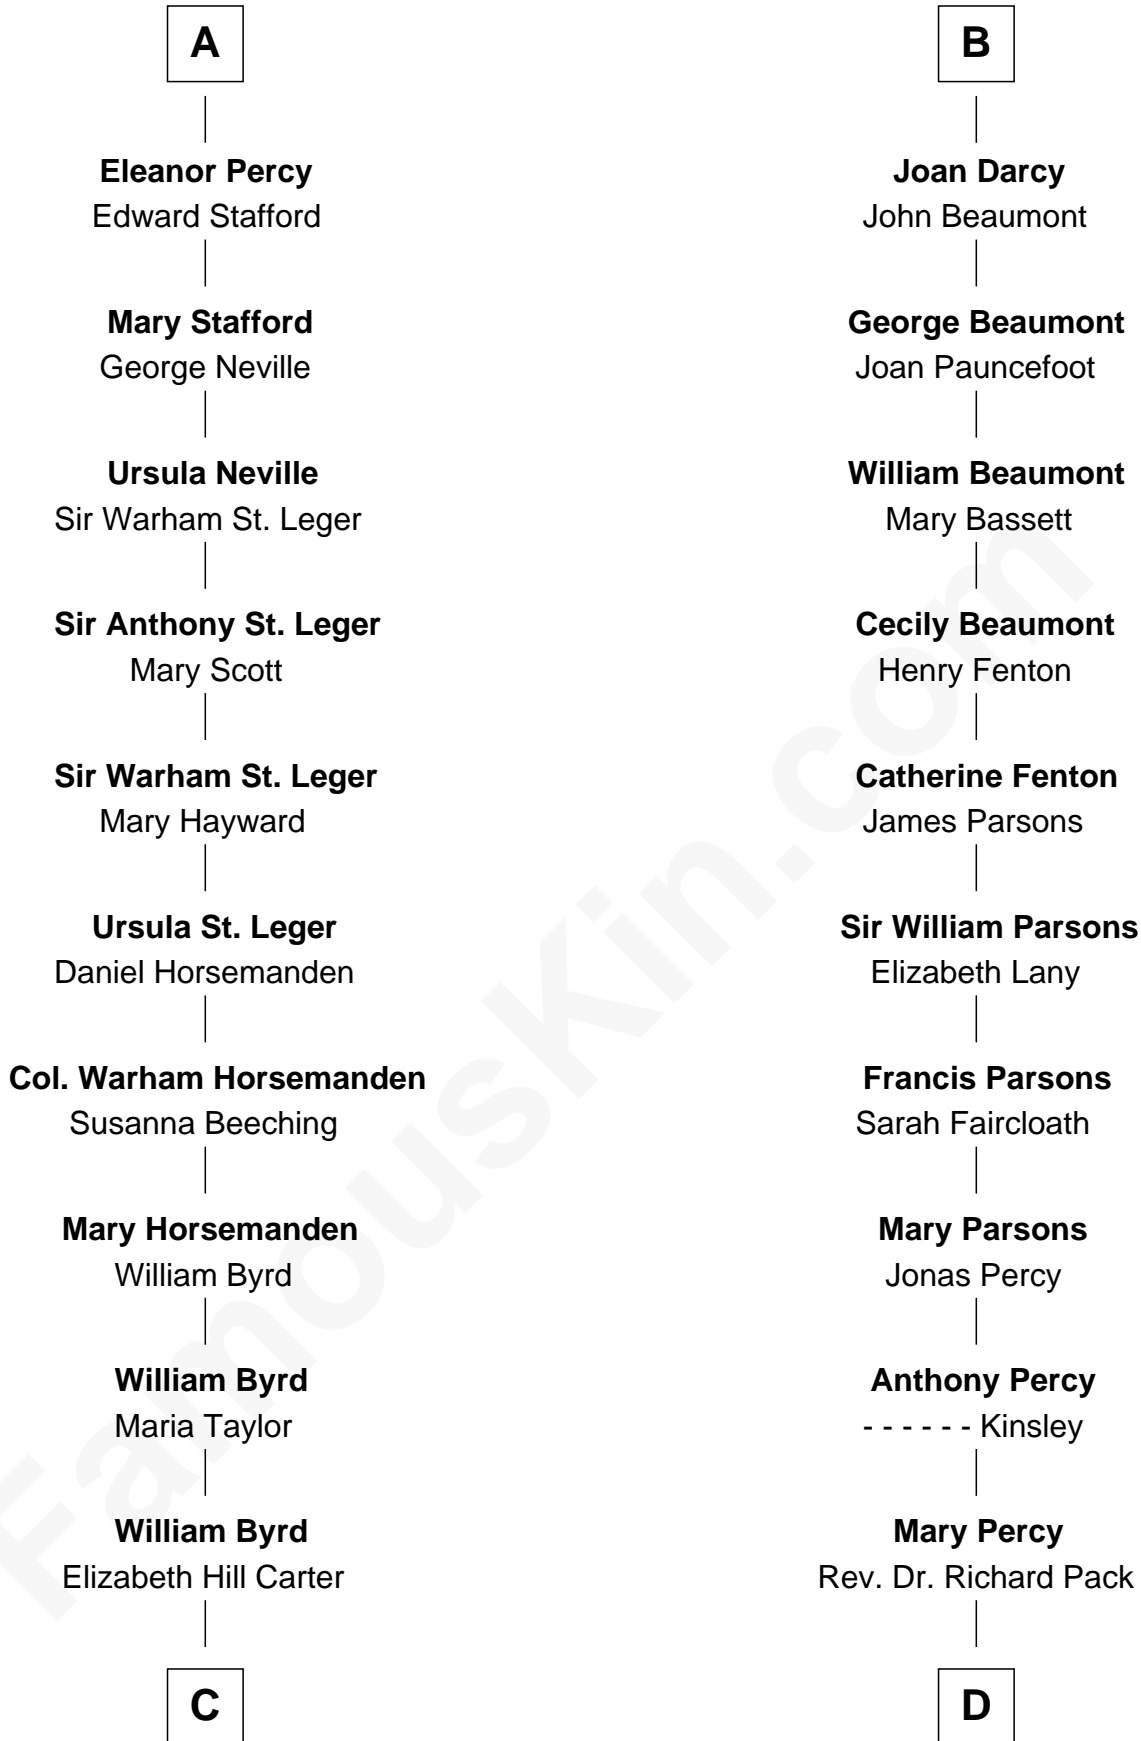 A
Eleanor Percy
Edward Stafford
Mary Stafford
George Neville
Ursula Neville
Sir Warham St. Leger
Sir Anthony St. Leger
Mary Scott
Sir Warham St. Leger
Mary Hayward
Ursula St. Leger
Daniel Horsemanden
Col. Warham Horsemanden
Susanna Beeching
Mary Horsemanden
William Byrd
William Byrd
Maria Taylor
William Byrd
Elizabeth Hill Carter
C
B
Joan Darcy
John Beaumont
George Beaumont
Joan Pauncefoot
William Beaumont
Mary Bassett
Cecily Beaumont
Henry Fenton
Catherine Fenton
James Parsons
Sir William Parsons
Elizabeth Lany
Francis Parsons
Sarah Faircloath
Mary Parsons
Jonas Percy
Anthony Percy
- - - - - - Kinsley
Mary Percy
Rev. Dr. Richard Pack
D
FamousKin.com